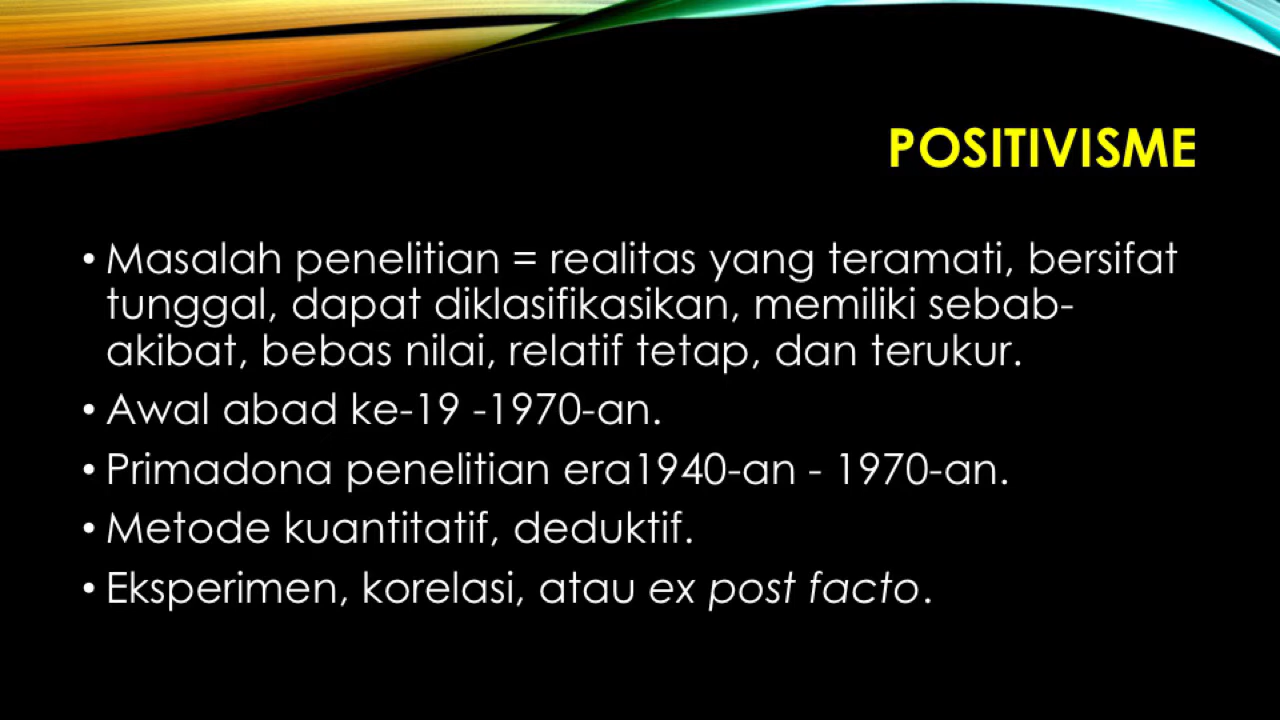 POSITIVISME
• Masalah penelitian = realitas yang teramati, bersifat
tunggal, dapat diklasifikasikan, memiliki sebab-
akibat, bebas nilai, relatif tetap, dan terukur.
• Awal abad ke-19 -1970-an.
• Primadona penelitian era1940-an - 1970-an.
• Metode kuantitatif, deduktif.
• Eksperimen, korelasi, atau ex post facto.